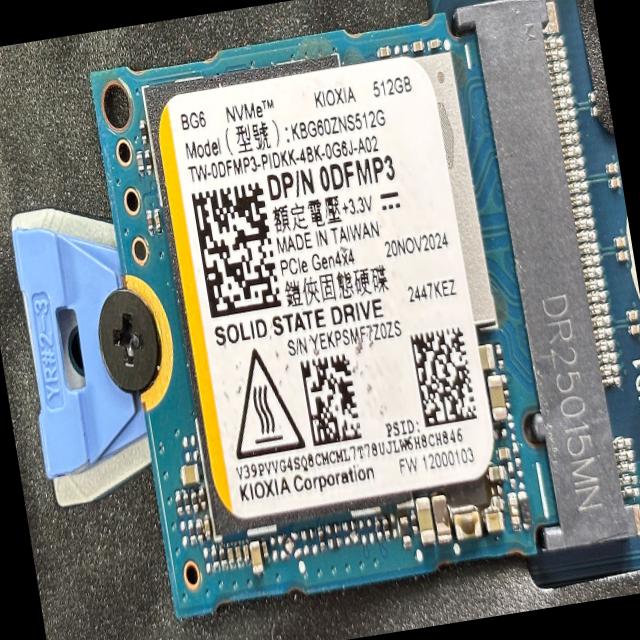 BG6 NVMe™ KIOXIA 512GB
Model (型號) : KBG60ZNS512G
TW-0DFMP3-PIDKK-4BK-0G6J-A02
DP/N 0DFMP3
額定電壓 +3.3V ⎓
MADE IN TAIWAN
PCIe Gen4x4 20NOV2024
鎧俠固態硬碟 2447KEZ
SOLID STATE DRIVE
S/N YEKPSMF7Z0ZS
PSID:
FW 12000103
KIOXIA Corporation
YR#2-3
DR25015MN